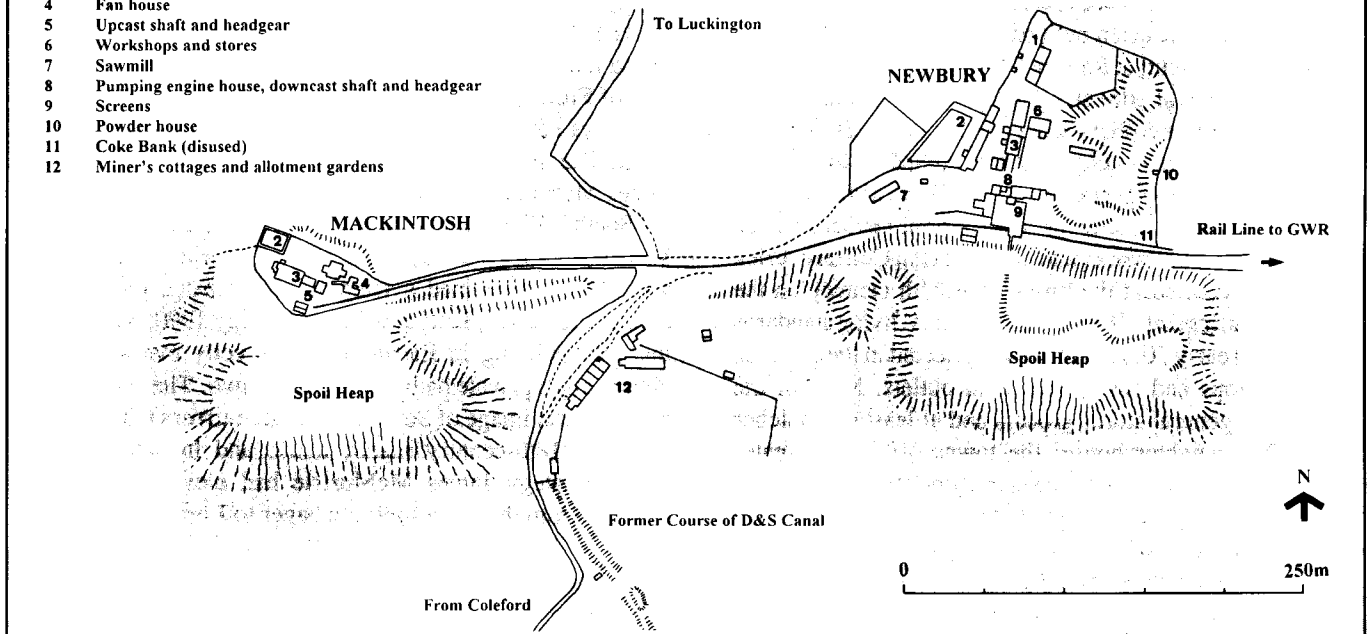 4 Fan house
5 Upcast shaft and headgear
6 Workshops and stores
7 Sawmill
8 Pumping engine house, downcast shaft and headgear
9 Screens
10 Powder house
11 Coke Bank (disused)
12 Miner's cottages and allotment gardens
To Luckington
NEWBURY
1
2
6
3
8
7
9
10
11
Rail Line to GWR
MACKINTOSH
2
3
4
5
Spoil Heap
12
Spoil Heap
Former Course of D&S Canal
From Coleford
N
0
250m